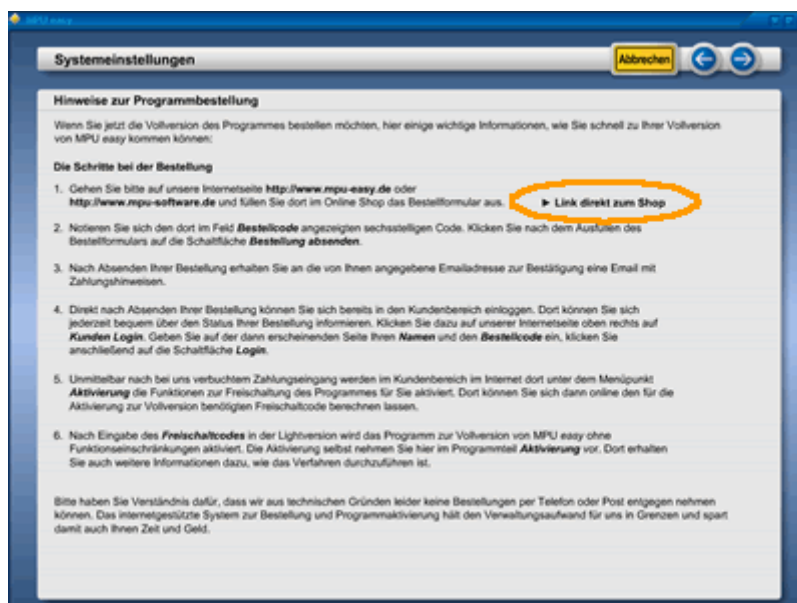 MPU easy
Systemeinstellungen
Abbrechen
Hinweise zur Programmbestellung
Wenn Sie jetzt die Vollversion des Programmes bestellen möchten, hier einige wichtige Informationen, wie Sie schnell zu Ihrer Vollversion
von MPU easy kommen können:
Die Schritte bei der Bestellung
1. Gehen Sie bitte auf unsere Internetseite http://www.mpu-easy.de oder
http://www.mpu-software.de und füllen Sie dort im Online Shop das Bestellformular aus.
► Link direkt zum Shop
2. Notieren Sie sich den dort im Feld Bestellcode angezeigten sechsstelligen Code. Klicken Sie nach dem Ausfüllen des
Bestellformulars auf die Schaltfläche Bestellung absenden.
3. Nach Absenden Ihrer Bestellung erhalten Sie an die von Ihnen angegebene Emailadresse zur Bestätigung eine Email mit
Zahlungshinweisen.
4. Direkt nach Absenden Ihrer Bestellung können Sie sich bereits in den Kundenbereich einloggen. Dort können Sie sich
jederzeit bequem über den Status Ihrer Bestellung informieren. Klicken Sie dazu auf unserer Internetseite oben rechts auf
Kunden Login. Geben Sie auf der dann erscheinenden Seite Ihren Namen und den Bestellcode ein, klicken Sie
anschließend auf die Schaltfläche Login.
5. Unmittelbar nach bei uns verbuchtem Zahlungseingang werden im Kundenbereich im Internet dort unter dem Menüpunkt
Aktivierung die Funktionen zur Freischaltung des Programmes für Sie aktiviert. Dort können Sie sich dann online den für die
Aktivierung zur Vollversion benötigten Freischaltcode berechnen lassen.
6. Nach Eingabe des Freischaltcodes in der Lightversion wird das Programm zur Vollversion von MPU easy ohne
Funktionseinschränkungen aktiviert. Die Aktivierung selbst nehmen Sie hier im Programmteil Aktivierung vor. Dort erhalten
Sie auch weitere Informationen dazu, wie das Verfahren durchzuführen ist.
Bitte haben Sie Verständnis dafür, dass wir aus technischen Gründen leider keine Bestellungen per Telefon oder Post entgegen nehmen
können. Das internetgestützte System zur Bestellung und Programmaktivierung hält den Verwaltungsaufwand für uns in Grenzen und spart
damit auch Ihnen Zeit und Geld.